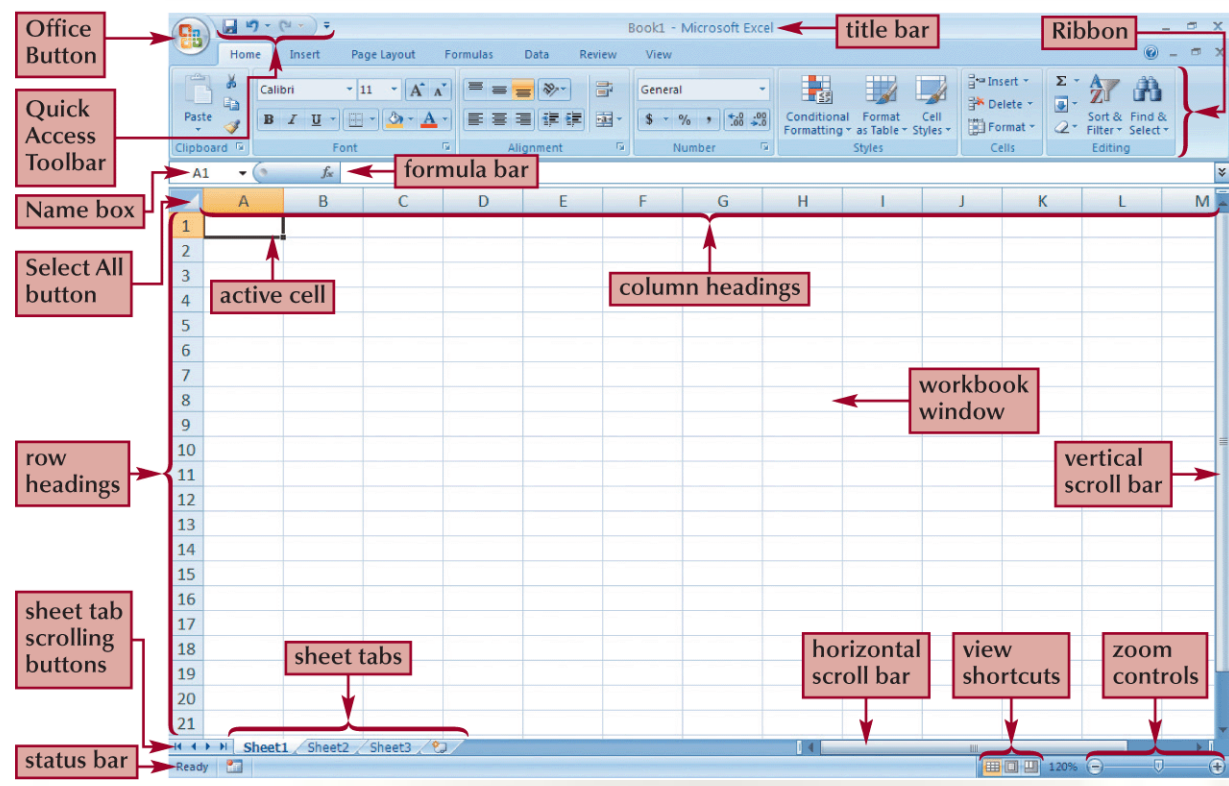 Office
Button
Book1 - Microsoft Excel
title bar
Ribbon
Home Insert Page Layout Formulas Data Review View
Quick
Access
Toolbar
Paste
Calibri 11
B I U
General
$ % ,
Conditional
Formatting
Format
as Table
Cell
Styles
Insert
Delete
Format
Σ
Sort &
Filter
Find &
Select
Clipboard Font Alignment Number Styles Cells Editing
Name box
A1
fx
formula bar
A B C D E F G H I J K L M
Select All
button
active cell
column headings
1
2
3
4
5
6
7
8
9
10
11
12
13
14
15
16
17
18
19
20
21
workbook
window
row
headings
vertical
scroll bar
sheet tab
scrolling
buttons
sheet tabs
horizontal
scroll bar
view
shortcuts
zoom
controls
Sheet1 Sheet2 Sheet3
status bar
Ready
120%